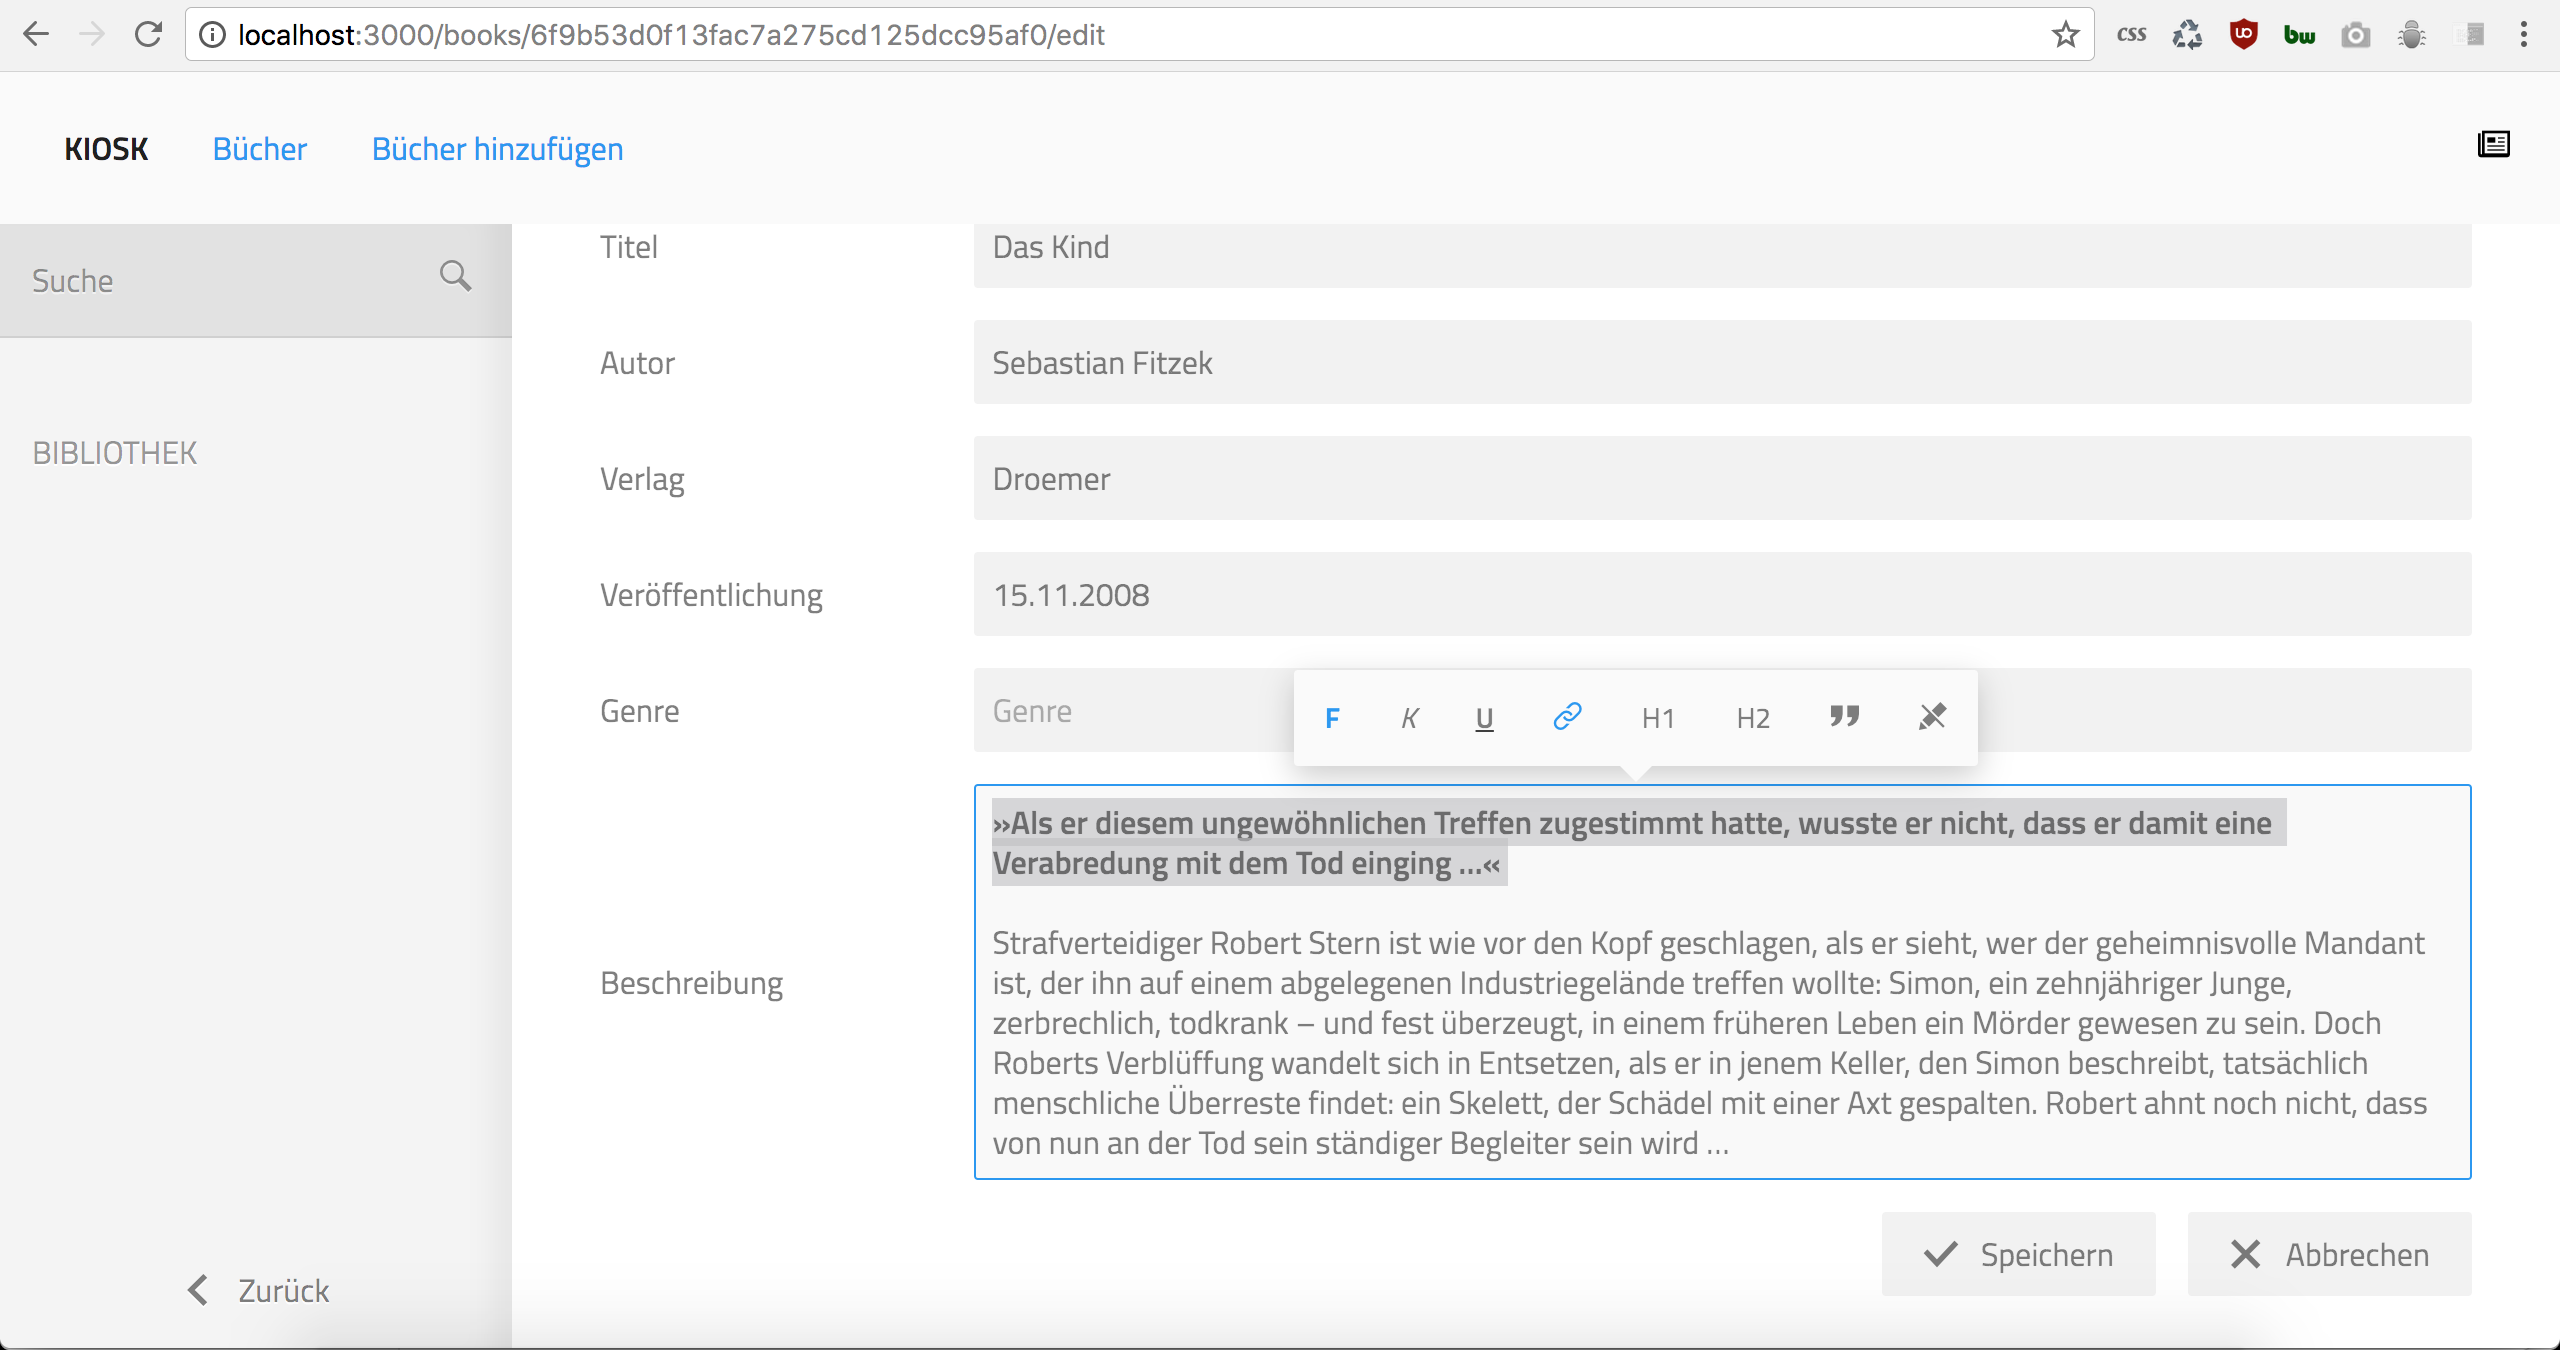 localhost:3000/books/6f9b53d0f13fac7a275cd125dcc95af0/edit
css
UO
bw
KIOSK
Bücher
Bücher hinzufügen
Suche
BIBLIOTHEK
Zurück
Titel
Das Kind
Autor
Sebastian Fitzek
Verlag
Droemer
Veröffentlichung
15.11.2008
Genre
Genre
F K U H1 H2
Beschreibung
»Als er diesem ungewöhnlichen Treffen zugestimmt hatte, wusste er nicht, dass er damit eine
Verabredung mit dem Tod einging ...«
Strafverteidiger Robert Stern ist wie vor den Kopf geschlagen, als er sieht, wer der geheimnisvolle Mandant
ist, der ihn auf einem abgelegenen Industriegelände treffen wollte: Simon, ein zehnjähriger Junge,
zerbrechlich, todkrank – und fest überzeugt, in einem früheren Leben ein Mörder gewesen zu sein. Doch
Roberts Verblüffung wandelt sich in Entsetzen, als er in jenem Keller, den Simon beschreibt, tatsächlich
menschliche Überreste findet: ein Skelett, der Schädel mit einer Axt gespalten. Robert ahnt noch nicht, dass
von nun an der Tod sein ständiger Begleiter sein wird ...
Speichern
Abbrechen